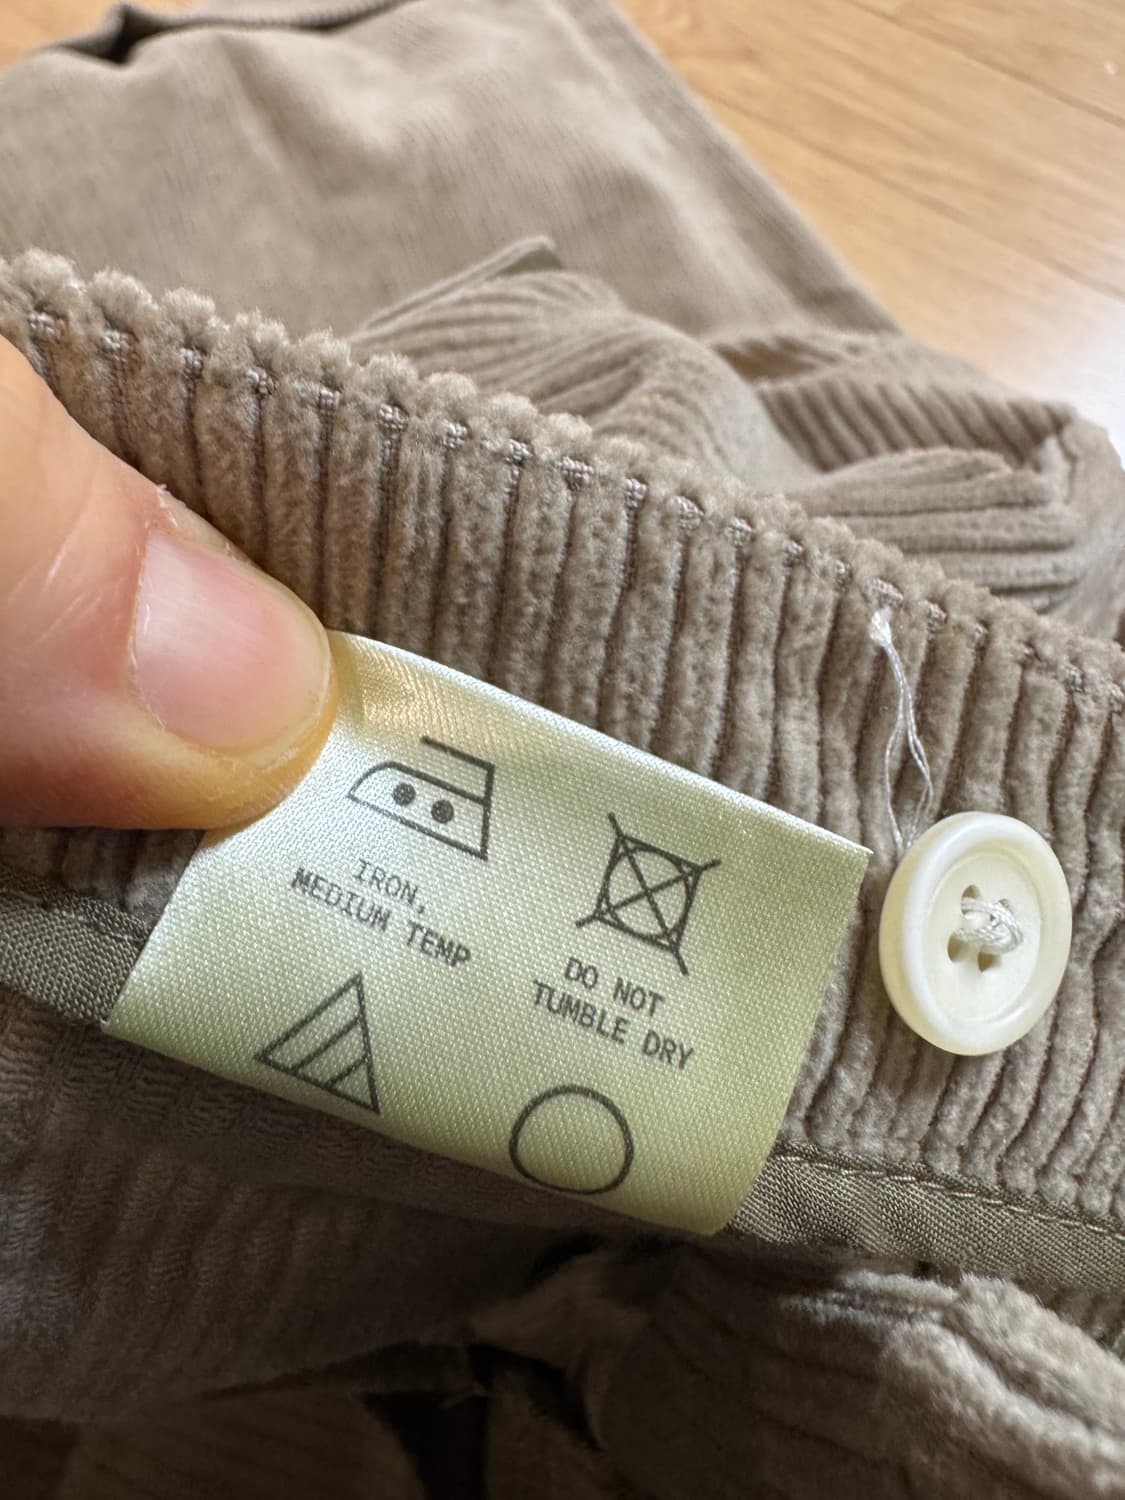 IRON,
MEDIUM TEMP
DO NOT
TUMBLE DRY